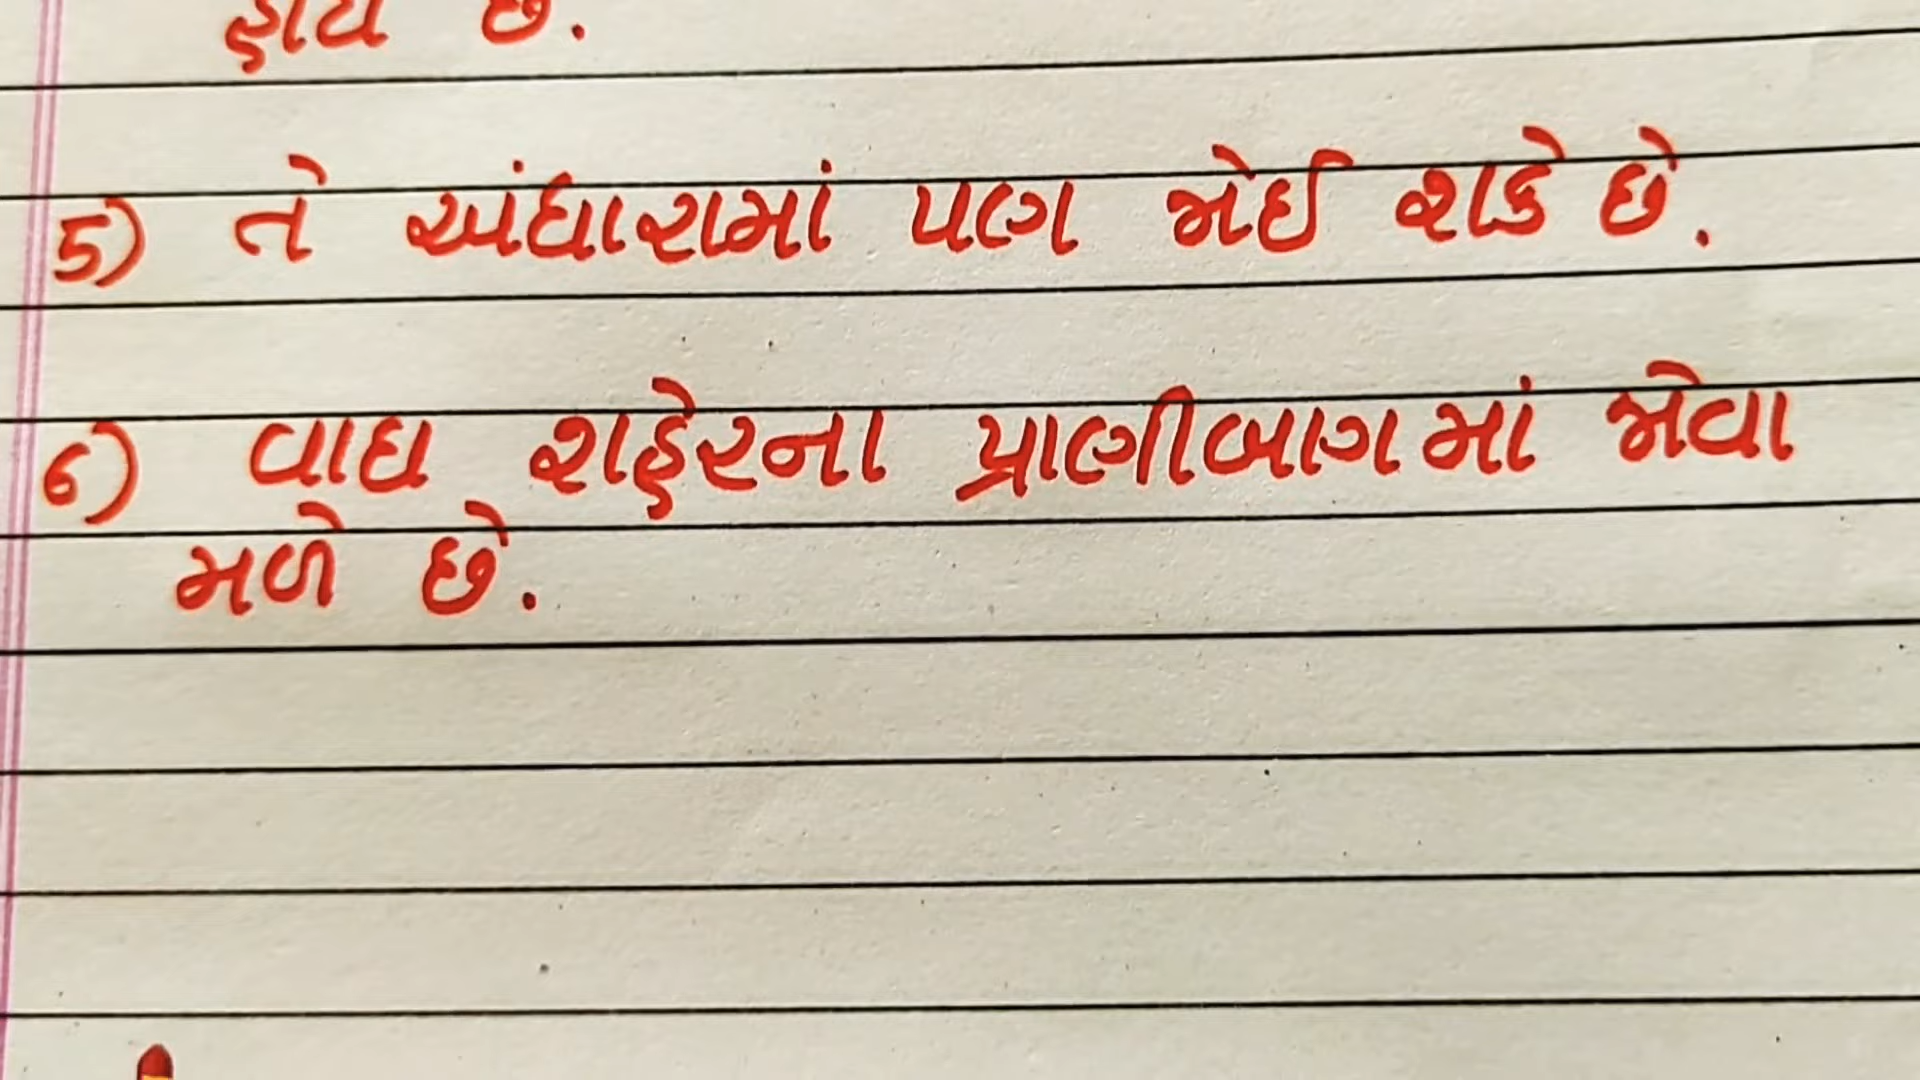 હોય છે.
5) તે અંધારામાં પણ જોઈ શકે છે.
6) વાઘ શહેરના પ્રાણીબાગમાં જોવા
મળે છે.